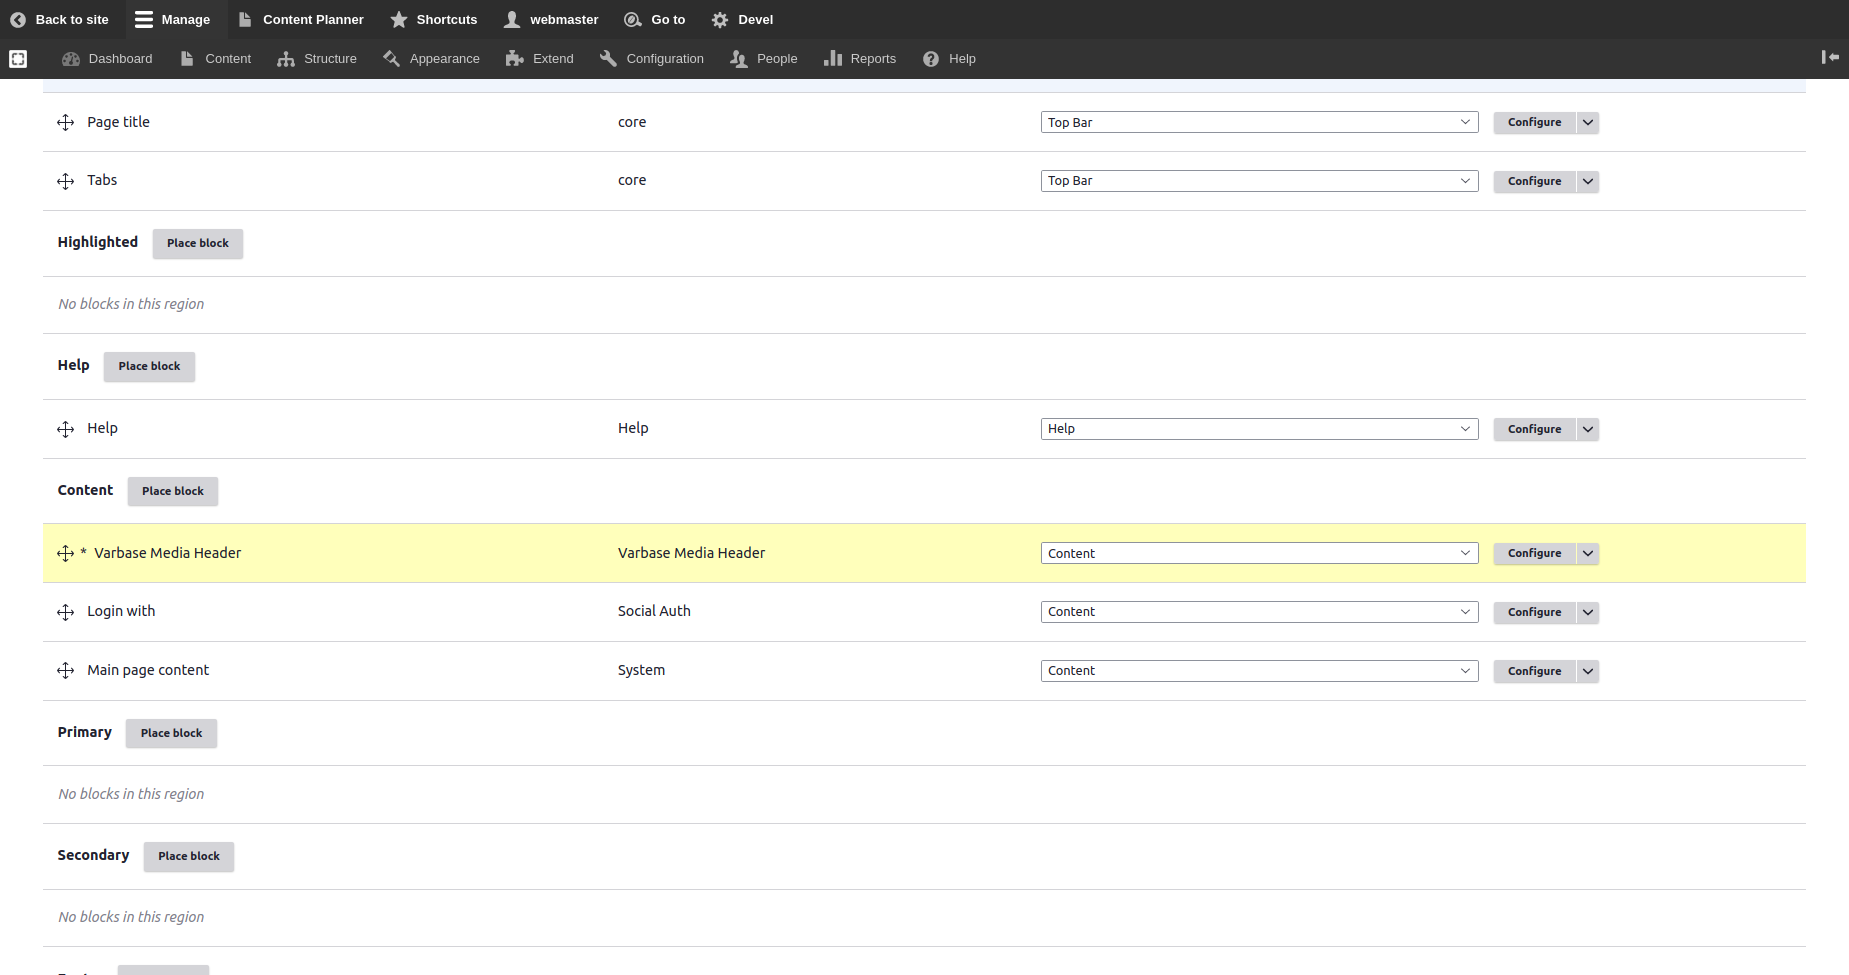 Back to site Manage Content Planner Shortcuts webmaster Go to Devel
Dashboard Content Structure Appearance Extend Configuration People Reports Help
Page title core Top Bar Configure
Tabs core Top Bar Configure
Highlighted Place block
No blocks in this region
Help Place block
Help Help Help Configure
Content Place block
* Varbase Media Header Varbase Media Header Content Configure
Login with Social Auth Content Configure
Main page content System Content Configure
Primary Place block
No blocks in this region
Secondary Place block
No blocks in this region